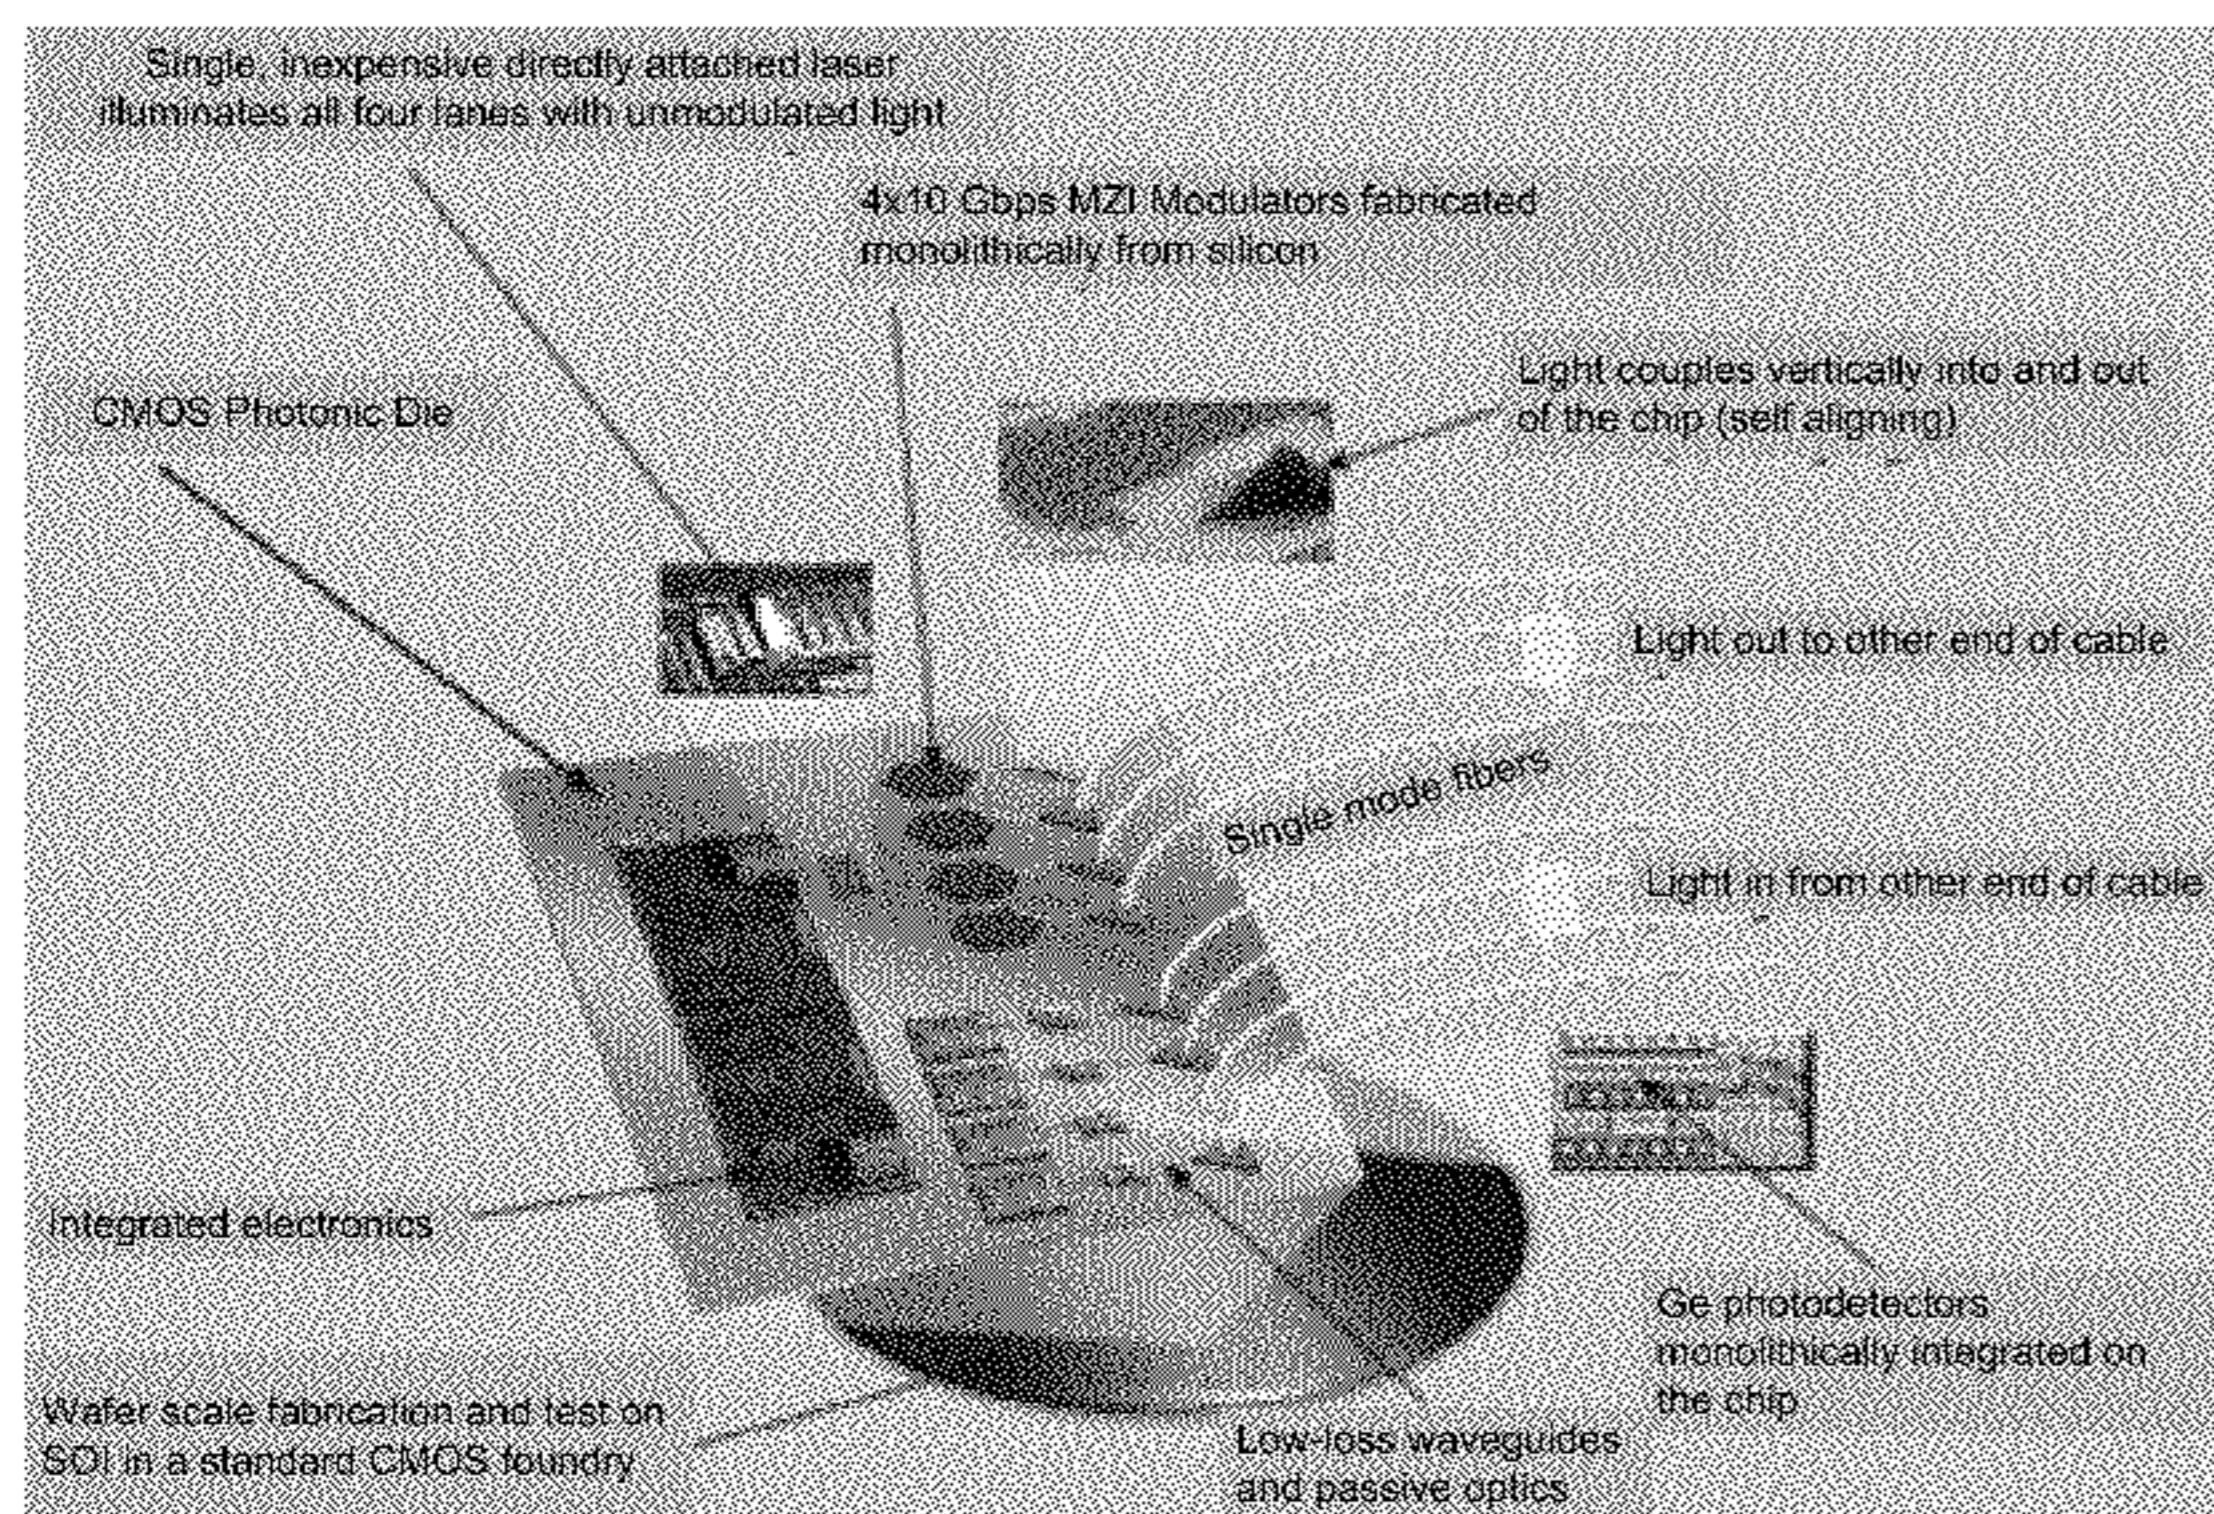 Single, inexpensive directly attached laser
illuminates all four lanes with unmodulated light
4x10 Gbps MZI Modulators fabricated
monolithically from silicon
Light couples vertically into and out
of the chip (self aligning)
CMOS Photonic Die
Light out to other end of cable
Single mode fibers
Light in from other end of cable
Integrated electronics
Ge photodetectors
monolithically integrated on
the chip
Wafer scale fabrication and test on
SOI in a standard CMOS foundry
Low-loss waveguides
and passive optics